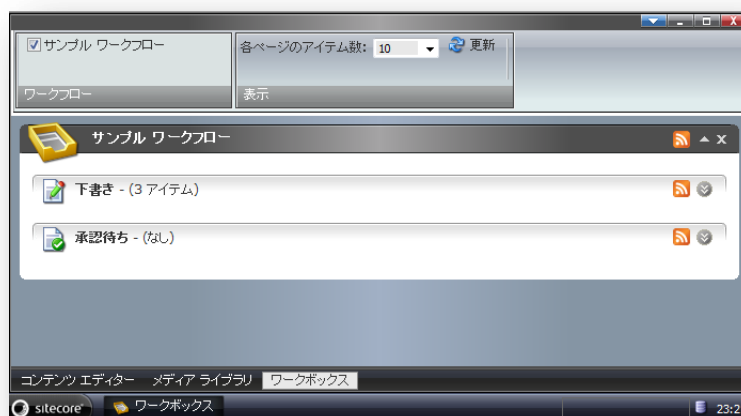 サンプル ワークフロー
各ページのアイテム数: 10 更新
ワークフロー
表示
サンプル ワークフロー
下書き - (3 アイテム)
承認待ち - (なし)
コンテンツ エディター メディア ライブラリ ワークボックス
sitecore ワークボックス